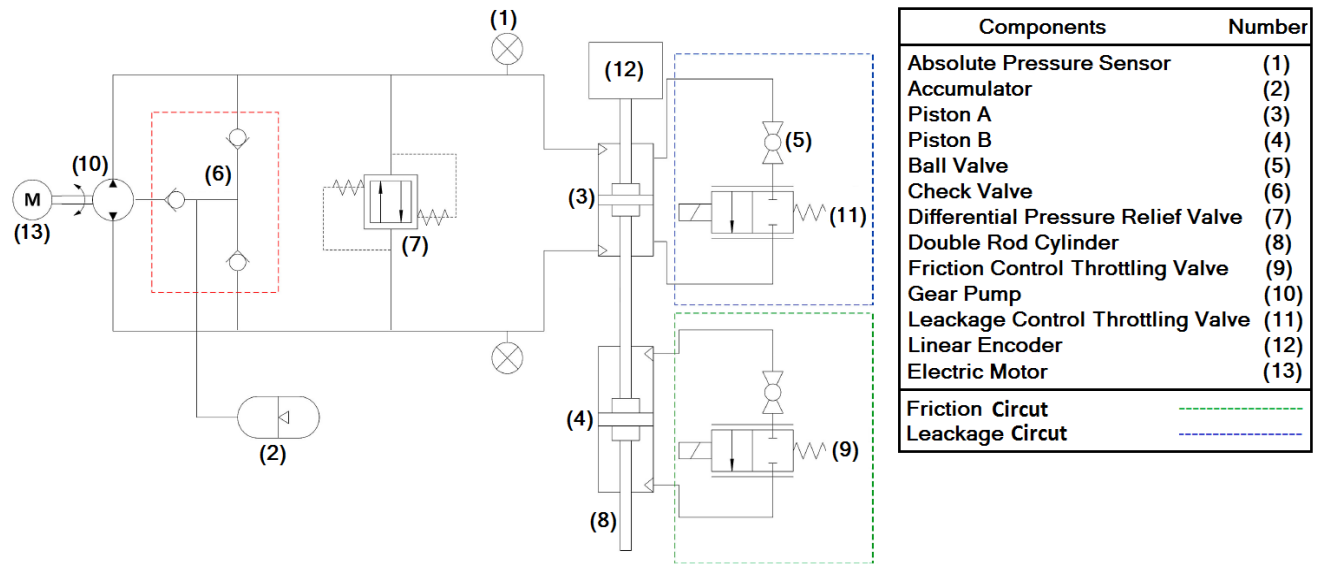 (1)
(12)
(10)
(6)
(5)
M
(13)
(3)
(11)
(7)
(4)
(9)
(2)
(8)
Components Number
Absolute Pressure Sensor (1)
Accumulator (2)
Piston A (3)
Piston B (4)
Ball Valve (5)
Check Valve (6)
Differential Pressure Relief Valve (7)
Double Rod Cylinder (8)
Friction Control Throttling Valve (9)
Gear Pump (10)
Leackage Control Throttling Valve (11)
Linear Encoder (12)
Electric Motor (13)
Friction Circut
Leackage Circut